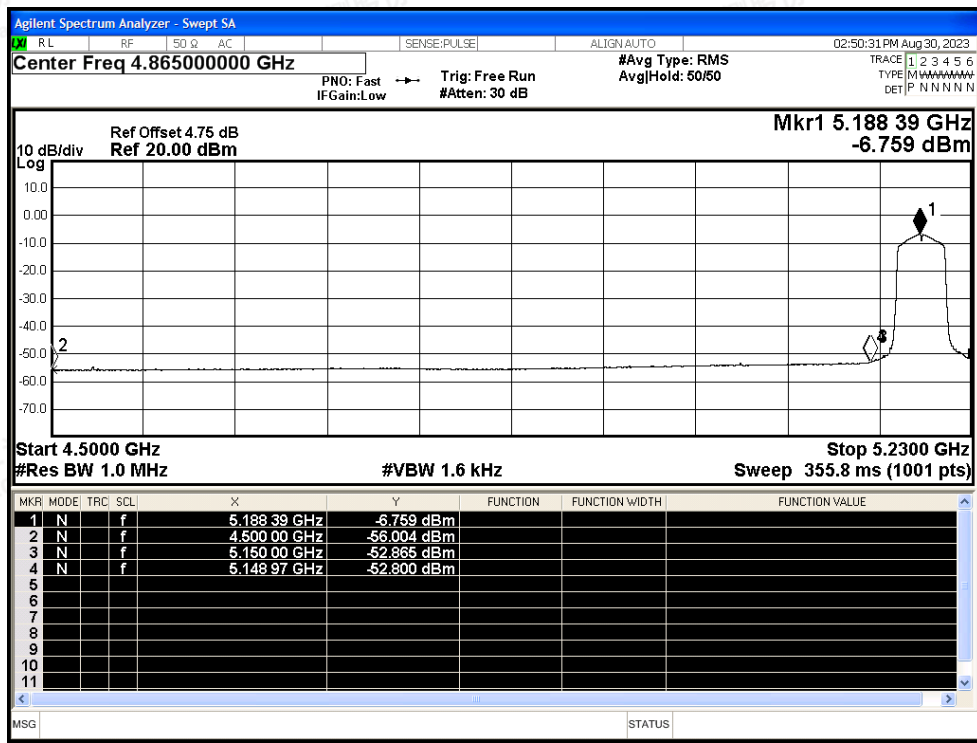 Agilent Spectrum Analyzer - Swept SA
LXI RL RF 50 Ω AC SENSE:PULSE ALIGN AUTO 02:50:31 PM Aug 30, 2023
Center Freq 4.865000000 GHz #Avg Type: RMS TRACE 1 2 3 4 5 6
PNO: Fast Trig: Free Run Avg|Hold: 50/50 TYPE M WWWWW
IFGain:Low #Atten: 30 dB DET P N N N N N
Mkr1 5.188 39 GHz
Ref Offset 4.75 dB
10 dB/div Ref 20.00 dBm -6.759 dBm
Log
10.0
0.00
1
-10.0
-20.0
-30.0
-40.0
-50.0 2
-60.0
-70.0
Start 4.5000 GHz Stop 5.2300 GHz
#Res BW 1.0 MHz #VBW 1.6 kHz Sweep 355.8 ms (1001 pts)
MKR MODE TRC SCL X Y FUNCTION FUNCTION WIDTH FUNCTION VALUE
1 N f 5.188 39 GHz -6.759 dBm
2 N f 4.500 00 GHz -56.004 dBm
3 N f 5.150 00 GHz -52.865 dBm
4 N f 5.148 97 GHz -52.800 dBm
5
6
7
8
9
10
11
MSG STATUS